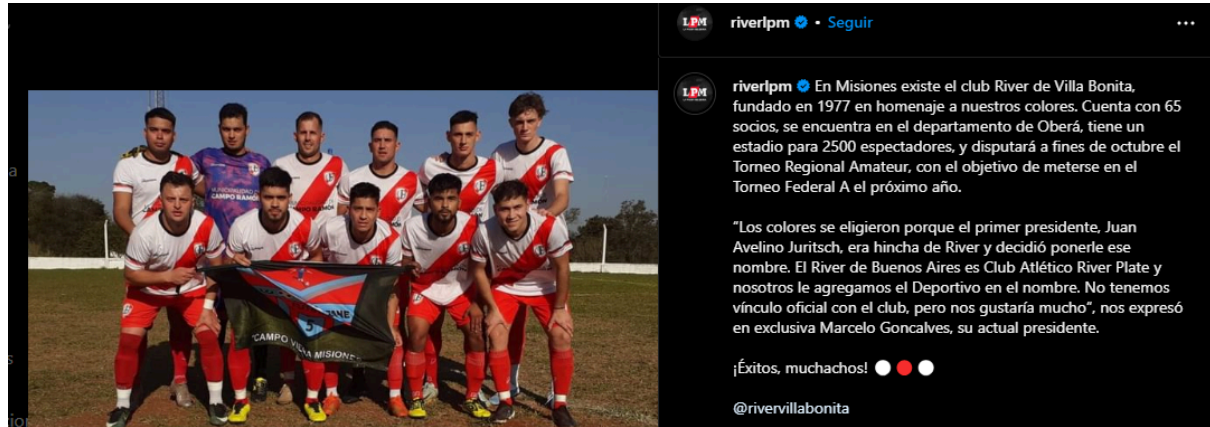 LPM
riverlpm • Seguir
LPM
riverlpm En Misiones existe el club River de Villa Bonita,
fundado en 1977 en homenaje a nuestros colores. Cuenta con 65
socios, se encuentra en el departamento de Oberá, tiene un
estadio para 2500 espectadores, y disputará a fines de octubre el
Torneo Regional Amateur, con el objetivo de meterse en el
Torneo Federal A el próximo año.
“Los colores se eligieron porque el primer presidente, Juan
Avelino Juritsch, era hincha de River y decidió ponerle ese
nombre. El River de Buenos Aires es Club Atlético River Plate y
nosotros le agregamos el Deportivo en el nombre. No tenemos
vínculo oficial con el club, pero nos gustaría mucho“, nos expresó
en exclusiva Marcelo Goncalves, su actual presidente.
¡Éxitos, muchachos!
@rivervillabonita
MUNICIPALIDAD
CAMPO RAMÓN
CAMPO RAMÓN
"CAMPO VIERA MISIONES